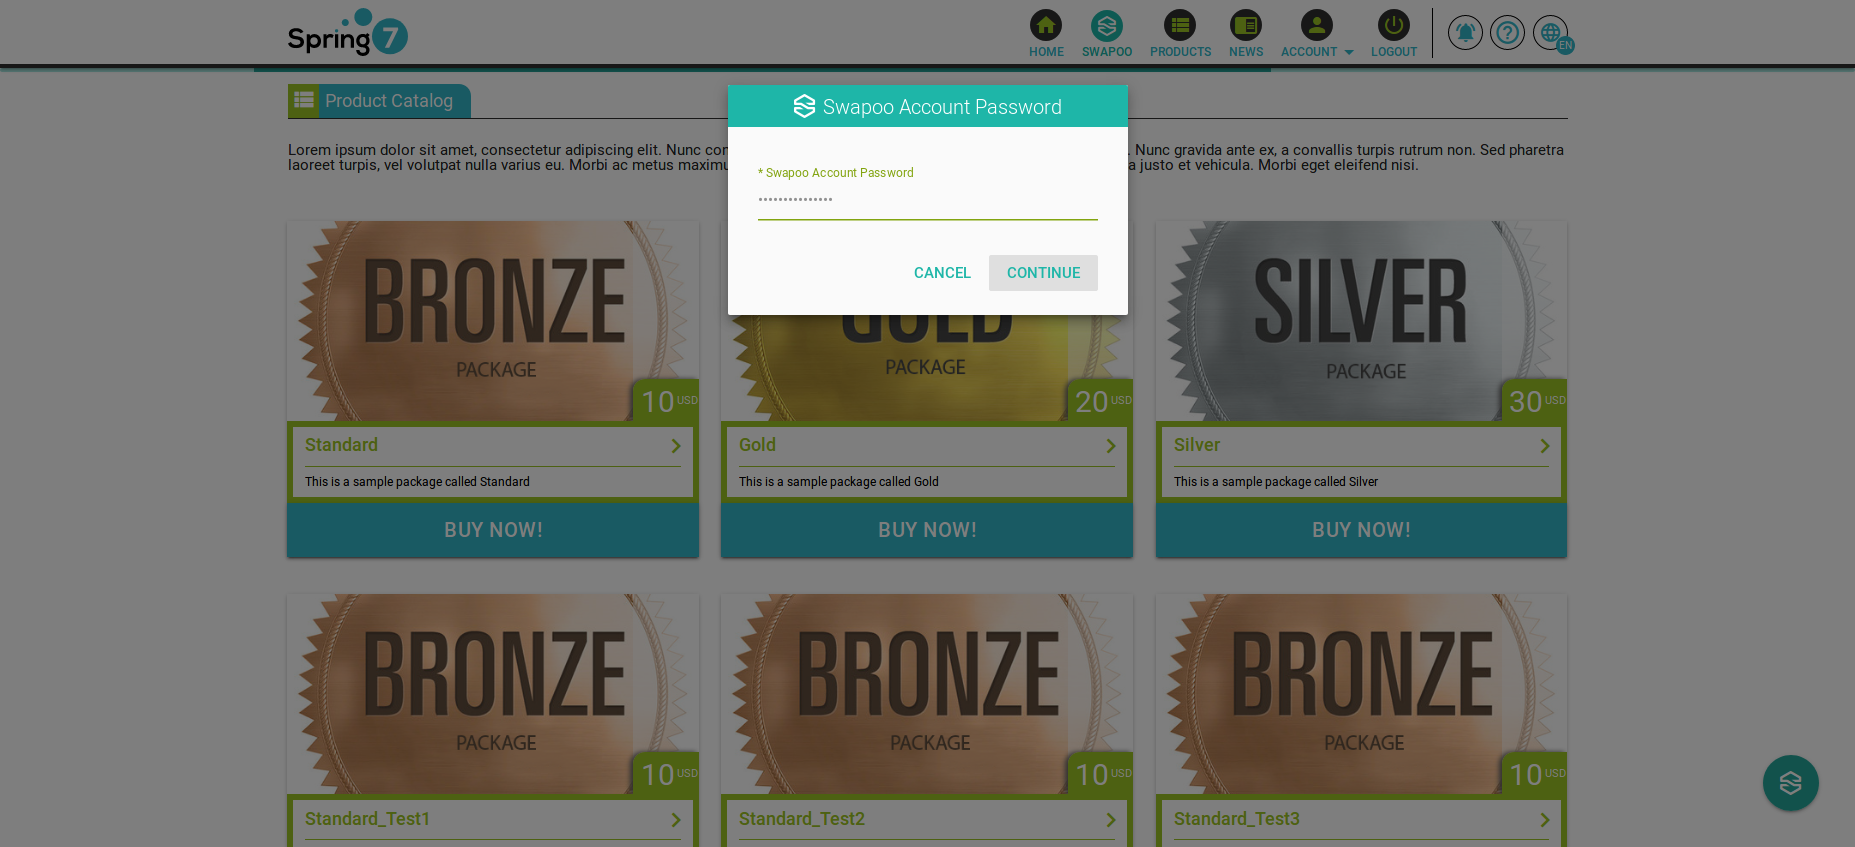 Spring 7
HOME SWAPOO PRODUCTS NEWS ACCOUNT LOGOUT EN
Product Catalog
Swapoo Account Password
Lorem ipsum dolor sit amet, consectetur adipiscing elit. Nunc
Nunc gravida ante ex, a convallis turpis rutrum non. Sed pharetra
laoreet turpis, vel volutpat nulla varius eu. Morbi ac metus
justo et vehicula. Morbi eget eleifend nisi.
* Swapoo Account Password
•••••••••••••••
CANCEL CONTINUE
BRONZE
PACKAGE
10 USD
GOLD
PACKAGE
20 USD
SILVER
PACKAGE
30 USD
Standard
This is a sample package called Standard
BUY NOW!
Gold
This is a sample package called Gold
BUY NOW!
Silver
This is a sample package called Silver
BUY NOW!
BRONZE
PACKAGE
10 USD
BRONZE
PACKAGE
10 USD
BRONZE
PACKAGE
10 USD
Standard_Test1
Standard_Test2
Standard_Test3